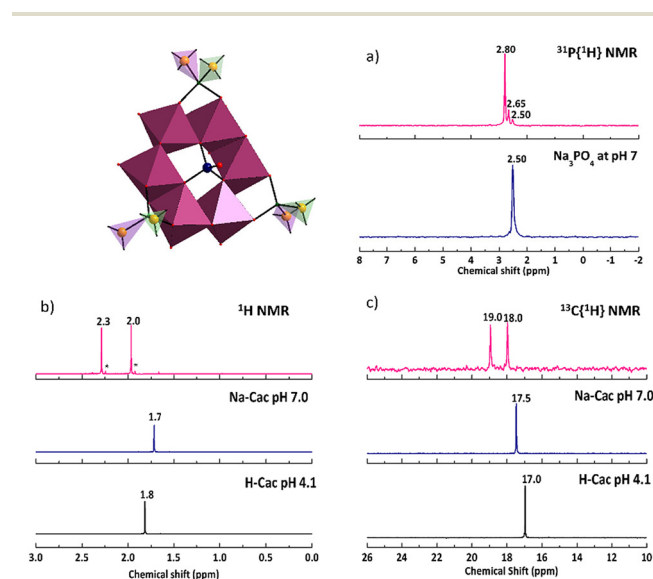 a)
³¹P{¹H} NMR
2.80
2.65
2.50
Na₃PO₄ at pH 7
2.50
8 7 6 5 4 3 2 1 0 -1 -2
Chemical shift (ppm)
b)
¹H NMR
2.3
2.0
*
*
Na-Cac pH 7.0
1.7
H-Cac pH 4.1
1.8
3.0 2.5 2.0 1.5 1.0 0.5 0.0
Chemical Shift (ppm)
c)
¹³C{¹H} NMR
19.0 18.0
Na-Cac pH 7.0
17.5
H-Cac pH 4.1
17.0
26 24 22 20 18 16 14 12 10
Chemical Shift (ppm)